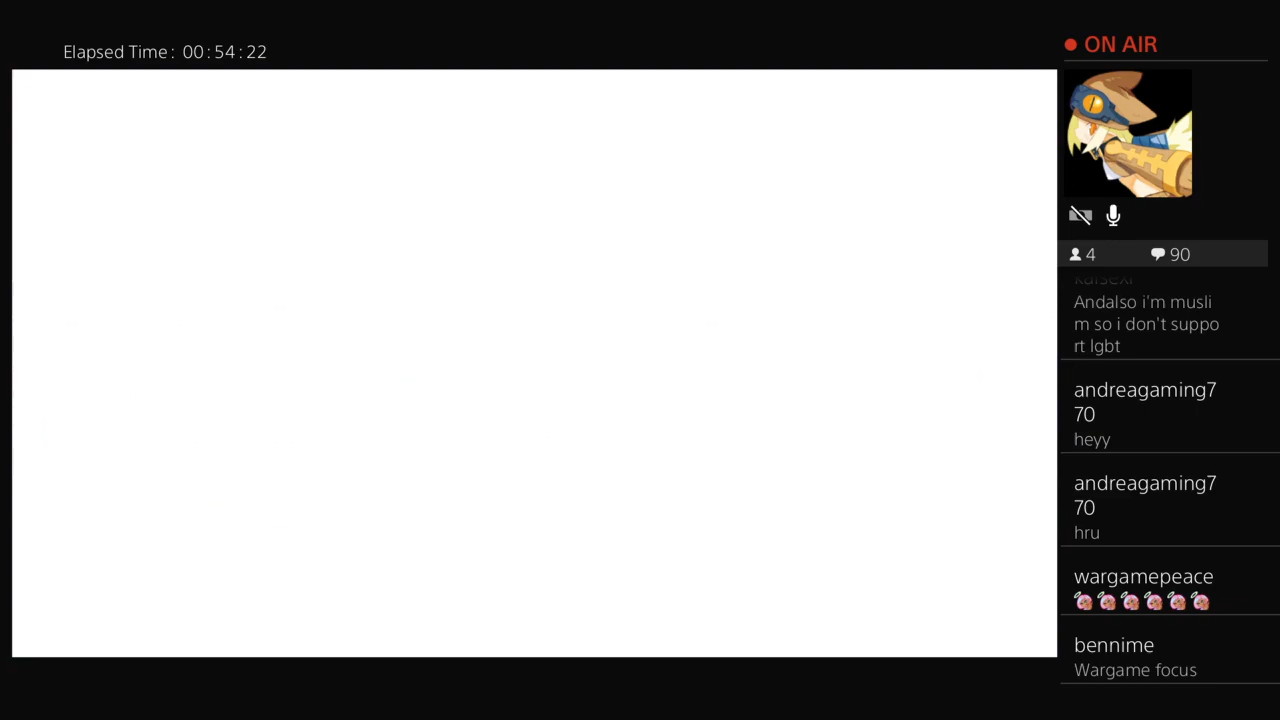 Elapsed Time: 00:54:22
ON AIR
4 90
Andalso i'm musli
m so i don't suppo
rt lgbt
andreagaming7
70
heyy
andreagaming7
70
hru
wargamepeace
bennime
Wargame focus